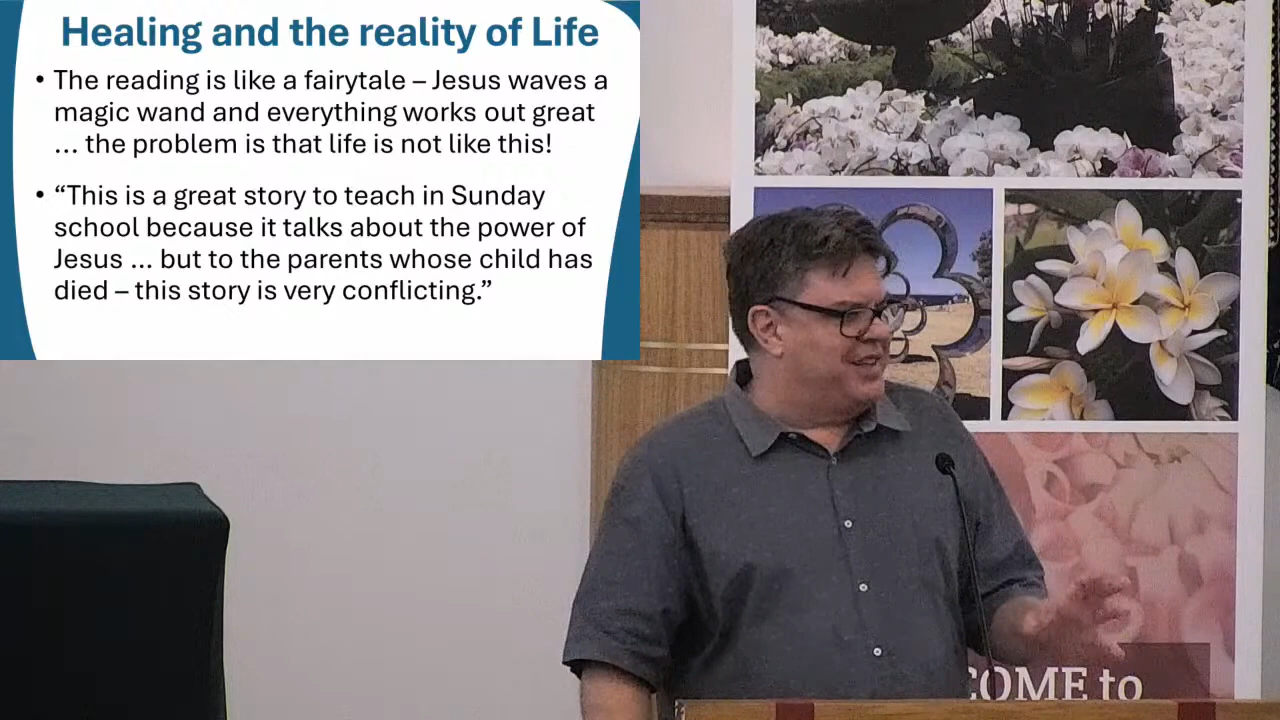 Healing and the reality of Life
• The reading is like a fairytale – Jesus waves a
magic wand and everything works out great
... the problem is that life is not like this!
• “This is a great story to teach in Sunday
school because it talks about the power of
Jesus ... but to the parents whose child has
died – this story is very conflicting.”
COME to